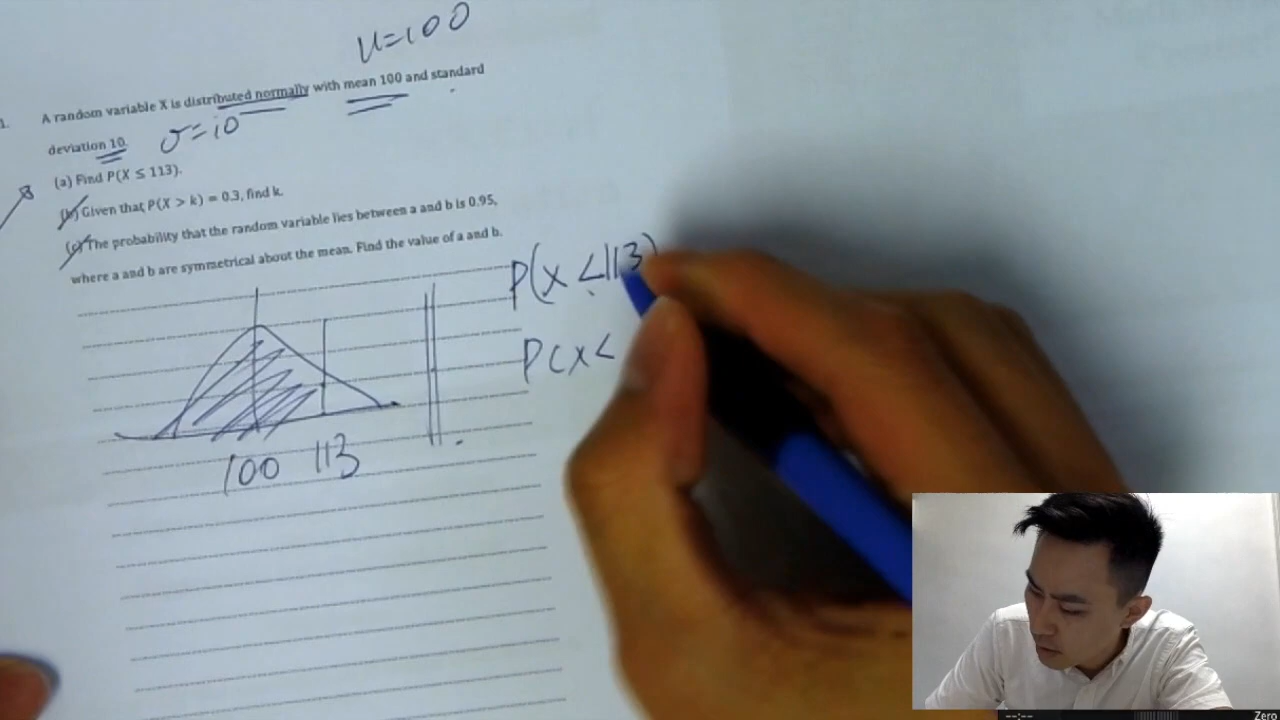 u=100
1. A random variable X is distributed normally with mean 100 and standard
deviation 10. σ=10
(a) Find P(X ≤ 113).
(b) Given that P(X > k) = 0.3, find k.
(c) The probability that the random variable lies between a and b is 0.95,
where a and b are symmetrical about the mean. Find the value of a and b.
P(X <113)
P(X<
100 113
--:--
Zero